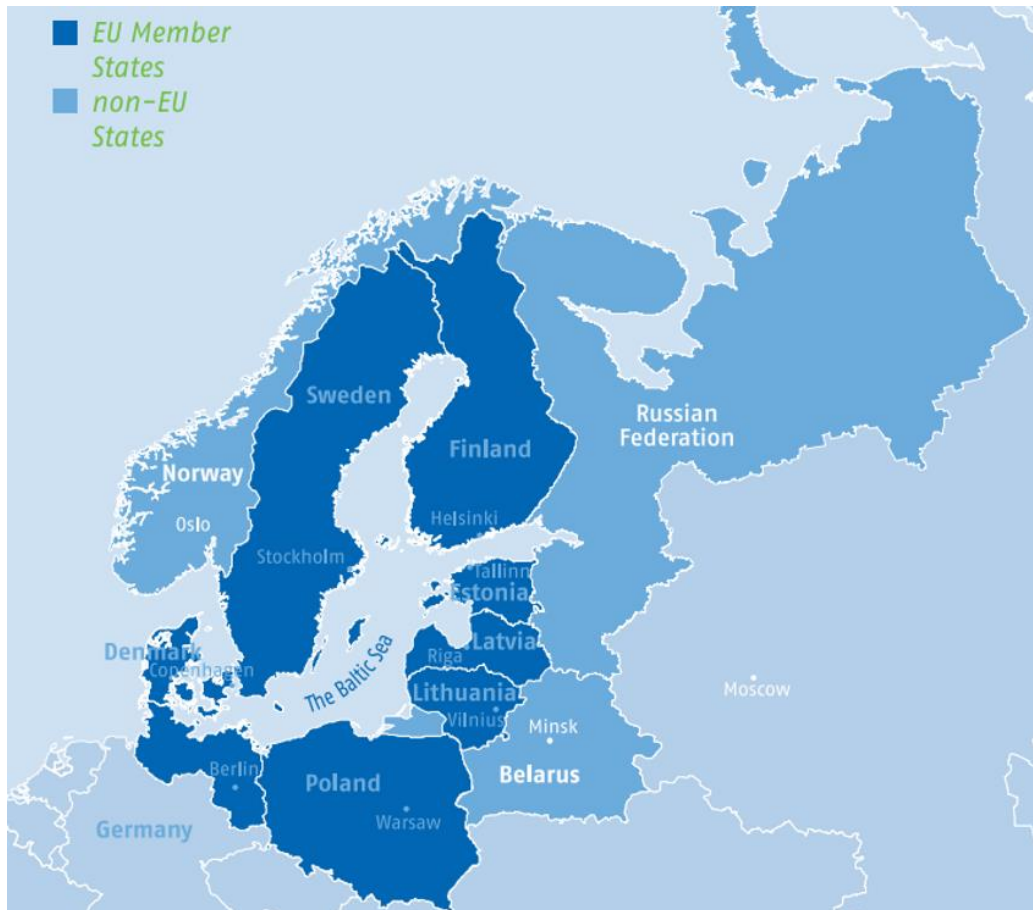 EU Member
States
non-EU
States
Sweden
Finland
Russian
Federation
Norway
Oslo
Helsinki
Stockholm
Tallinn
Estonia
Denmark
Copenhagen
Latvia
Riga
The Baltic Sea
Lithuania
Vilnius
Moscow
Minsk
Berlin
Poland
Belarus
Warsaw
Germany